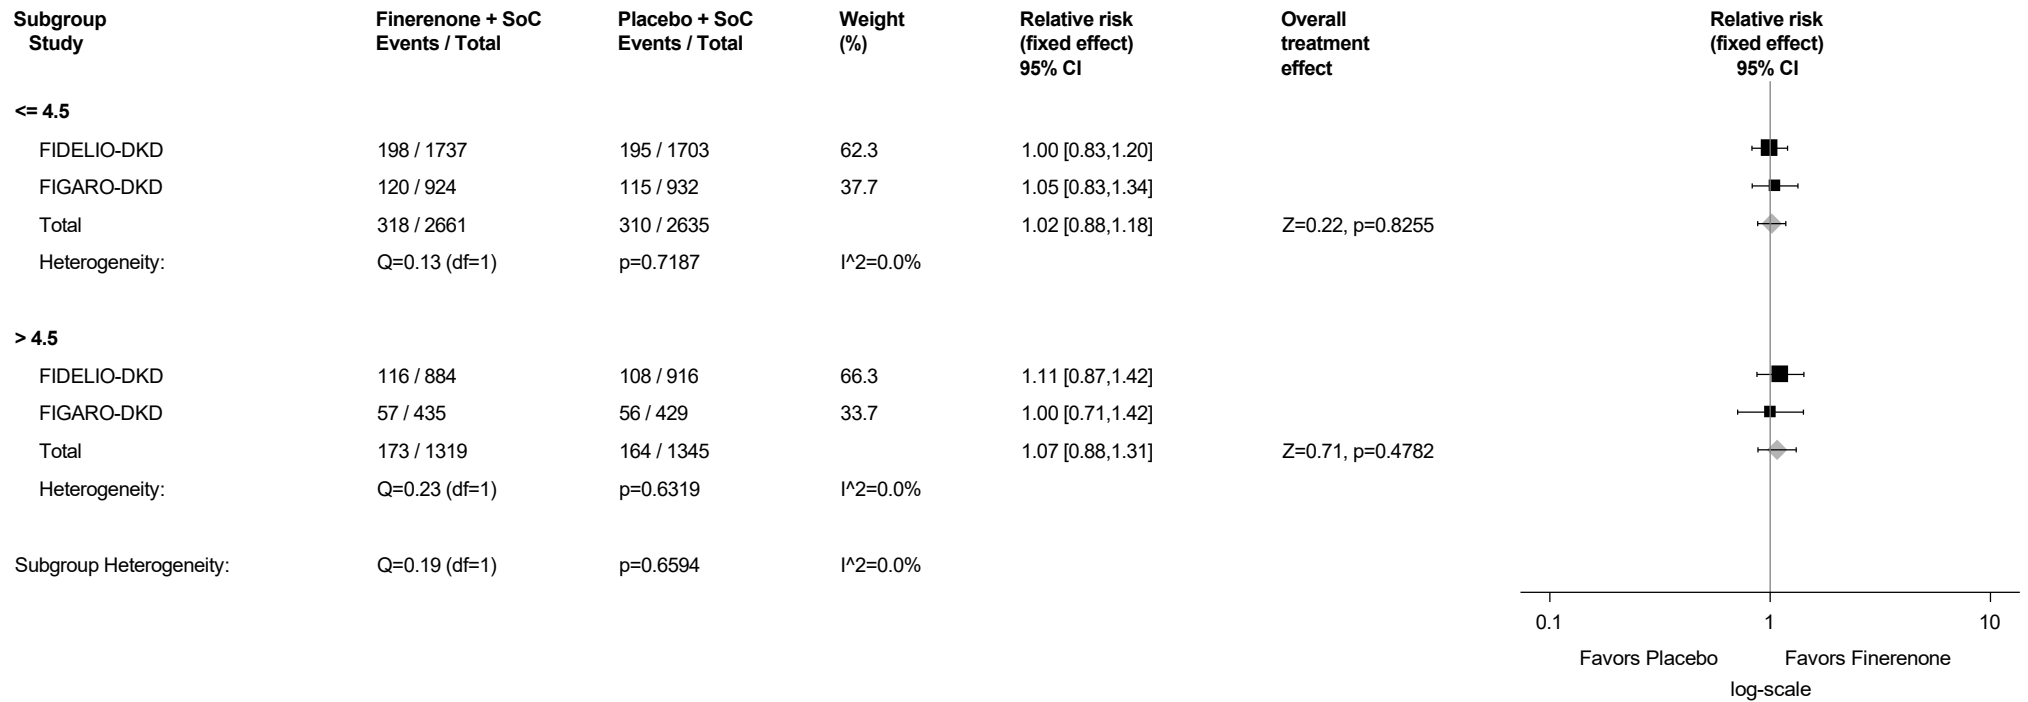 Subgroup Finerenone + SoC Placebo + SoC Weight Relative risk Overall Relative risk
Study Events / Total Events / Total (%) (fixed effect) treatment (fixed effect)
95% CI effect 95% CI
<= 4.5
FIDELIO-DKD 198 / 1737 195 / 1703 62.3 1.00 [0.83,1.20]
FIGARO-DKD 120 / 924 115 / 932 37.7 1.05 [0.83,1.34]
Total 318 / 2661 310 / 2635 1.02 [0.88,1.18] Z=0.22, p=0.8255
Heterogeneity: Q=0.13 (df=1) p=0.7187 I^2=0.0%
> 4.5
FIDELIO-DKD 116 / 884 108 / 916 66.3 1.11 [0.87,1.42]
FIGARO-DKD 57 / 435 56 / 429 33.7 1.00 [0.71,1.42]
Total 173 / 1319 164 / 1345 1.07 [0.88,1.31] Z=0.71, p=0.4782
Heterogeneity: Q=0.23 (df=1) p=0.6319 I^2=0.0%
Subgroup Heterogeneity: Q=0.19 (df=1) p=0.6594 I^2=0.0%
0.1 1 10
Favors Placebo Favors Finerenone
log-scale